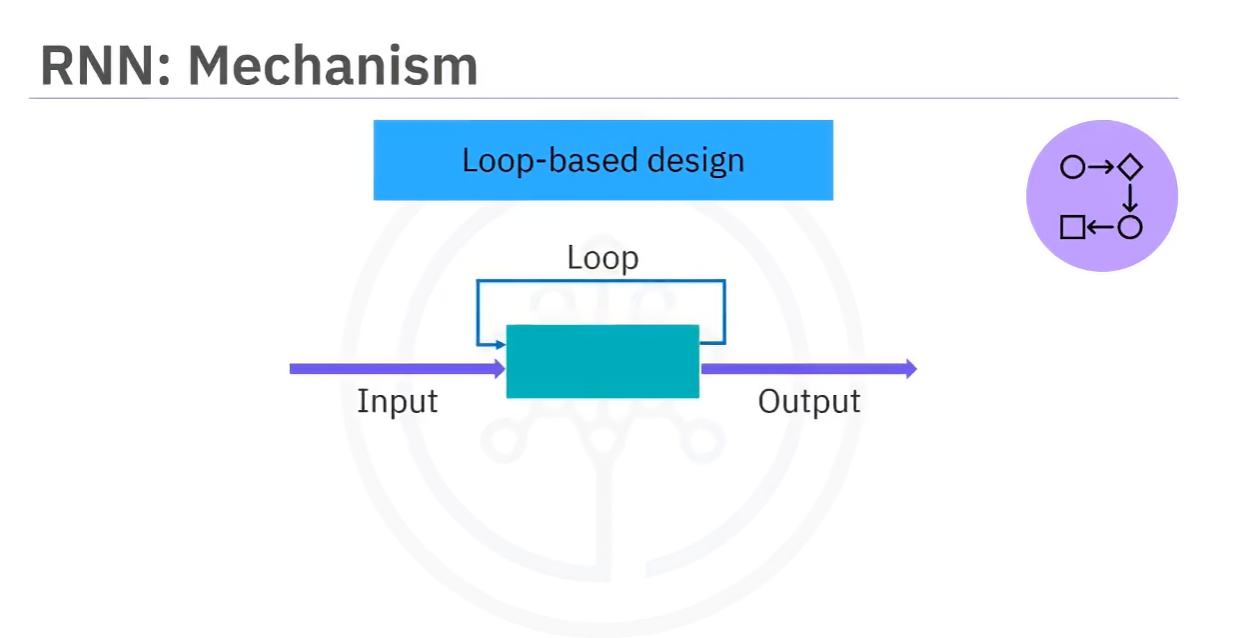 RNN: Mechanism
Loop-based design
Loop
Input
Output